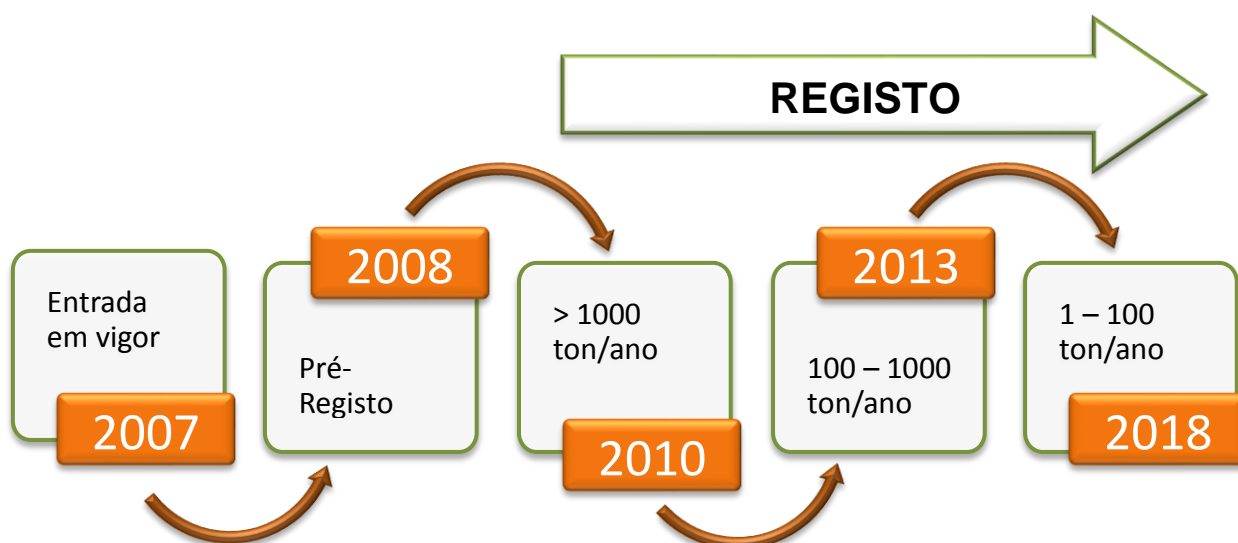 REGISTO
Entrada
em vigor
2007
2008
Pré-
Registo
> 1000
ton/ano
2010
2013
100 – 1000
ton/ano
1 – 100
ton/ano
2018